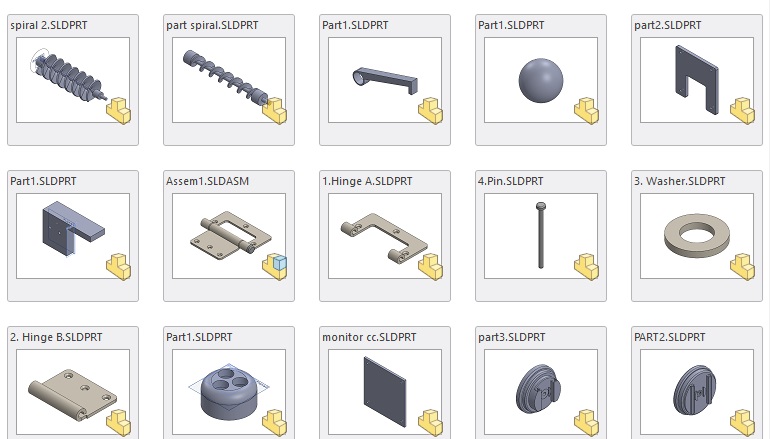 spiral 2.SLDPRT
part spiral.SLDPRT
Part1.SLDPRT
Part1.SLDPRT
part2.SLDPRT
Part1.SLDPRT
Assem1.SLDASM
1.Hinge A.SLDPRT
4.Pin.SLDPRT
3. Washer.SLDPRT
2. Hinge B.SLDPRT
Part1.SLDPRT
monitor cc.SLDPRT
part3.SLDPRT
PART2.SLDPRT